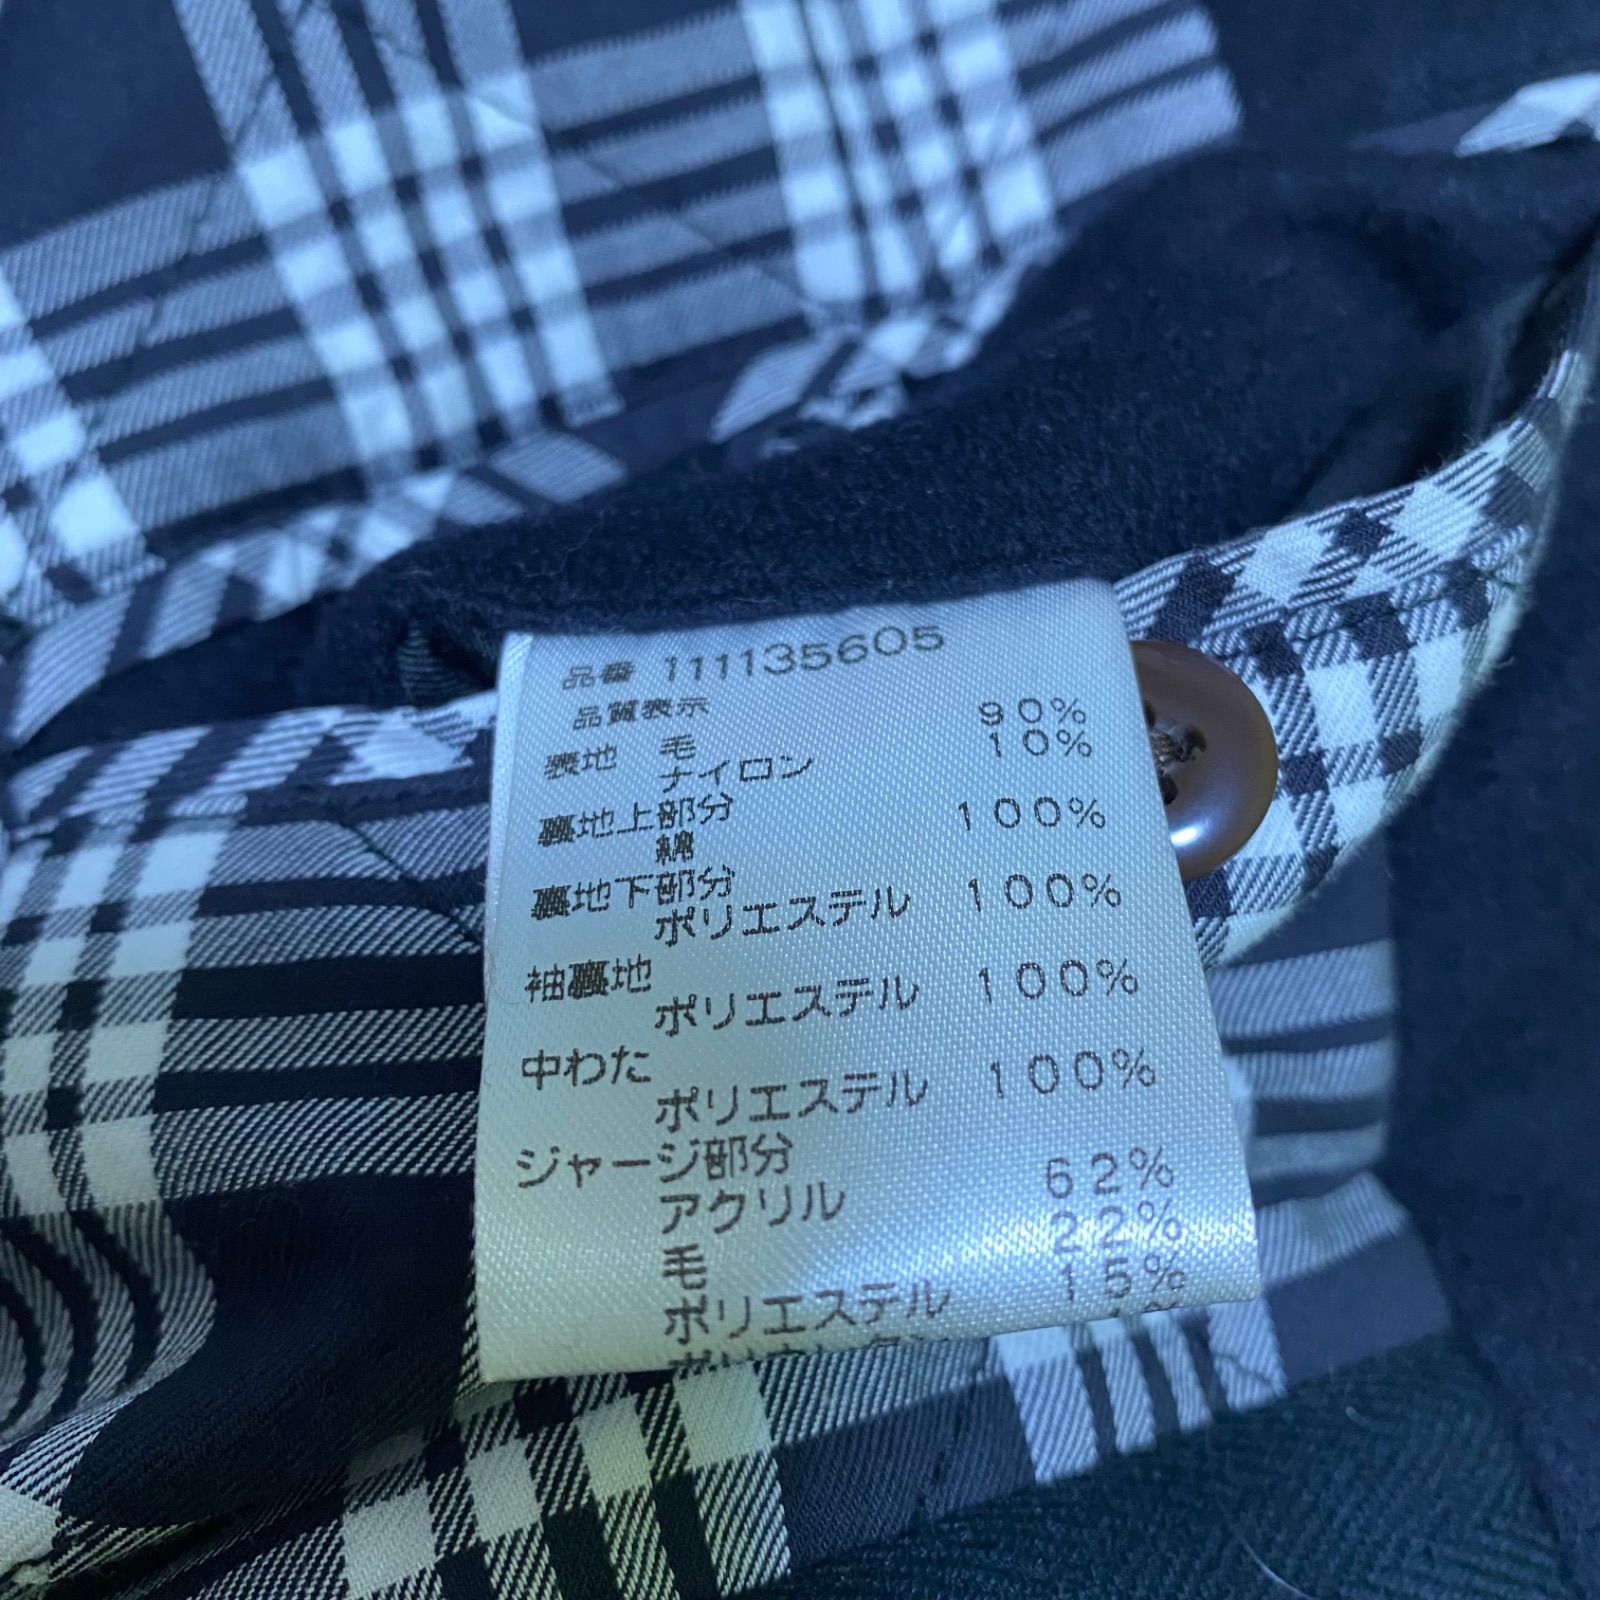 品番 111135605
品質表示
表地 毛 90%
ナイロン 10%
裏地上部分
綿 100%
裏地下部分
ポリエステル 100%
袖裏地
ポリエステル 100%
中わた
ポリエステル 100%
ジャージ部分
アクリル 62%
毛 22%
ポリエステル 15%